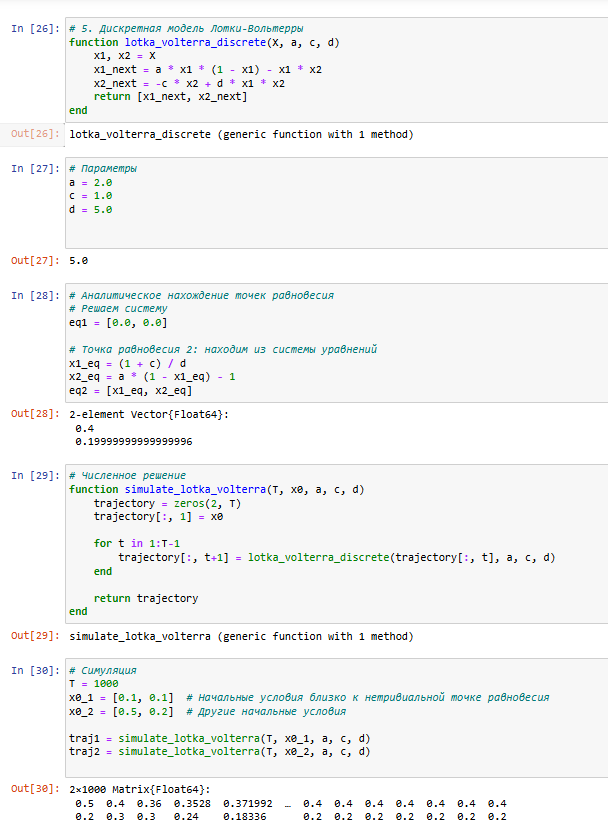 In [26]: # 5. Дискретная модель Лотки-Вольтерры
function lotka_volterra_discrete(X, a, c, d)
    x1, x2 = X
    x1_next = a * x1 * (1 - x1) - x1 * x2
    x2_next = -c * x2 + d * x1 * x2
    return [x1_next, x2_next]
end
Out[26]: lotka_volterra_discrete (generic function with 1 method)
In [27]: # Параметры
a = 2.0
c = 1.0
d = 5.0
Out[27]: 5.0
In [28]: # Аналитическое нахождение точек равновесия
# Решаем систему
eq1 = [0.0, 0.0]
# Точка равновесия 2: находим из системы уравнений
x1_eq = (1 + c) / d
x2_eq = a * (1 - x1_eq) - 1
eq2 = [x1_eq, x2_eq]
Out[28]: 2-element Vector{Float64}:
 0.4
 0.19999999999999996
In [29]: # Численное решение
function simulate_lotka_volterra(T, x0, a, c, d)
    trajectory = zeros(2, T)
    trajectory[:, 1] = x0
    for t in 1:T-1
        trajectory[:, t+1] = lotka_volterra_discrete(trajectory[:, t], a, c, d)
    end
    return trajectory
end
Out[29]: simulate_lotka_volterra (generic function with 1 method)
In [30]: # Симуляция
T = 1000
x0_1 = [0.1, 0.1]  # Начальные условия близко к нетривиальной точке равновесия
x0_2 = [0.5, 0.2]  # Другие начальные условия
traj1 = simulate_lotka_volterra(T, x0_1, a, c, d)
traj2 = simulate_lotka_volterra(T, x0_2, a, c, d)
Out[30]: 2×1000 Matrix{Float64}:
 0.5  0.4  0.36  0.3528  0.371992  …  0.4  0.4  0.4  0.4  0.4  0.4  0.4
 0.2  0.3  0.3   0.24    0.18336      0.2  0.2  0.2  0.2  0.2  0.2  0.2